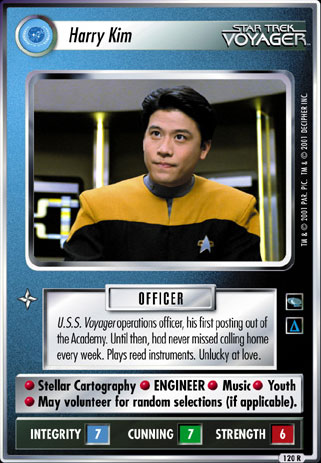 Harry Kim
STAR TREK
VOYAGER
TM & © 2001 PAR. PIC. TM & © 2001 DECIPHER INC.
OFFICER
U.S.S. Voyager operations officer, his first posting out of
the Academy. Until then, had never missed calling home
every week. Plays reed instruments. Unlucky at love.
Stellar Cartography ENGINEER Music Youth
May volunteer for random selections (if applicable).
INTEGRITY 7 CUNNING 7 STRENGTH 6
120 R